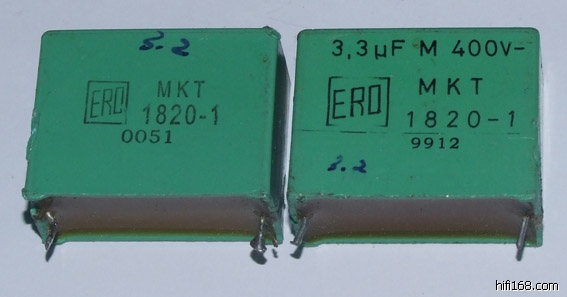 3.2
ERO
MKT
1820-1
0051
3,3µF M 400V-
ERO
MKT
1820-1
9912
3.2
hifi168.com